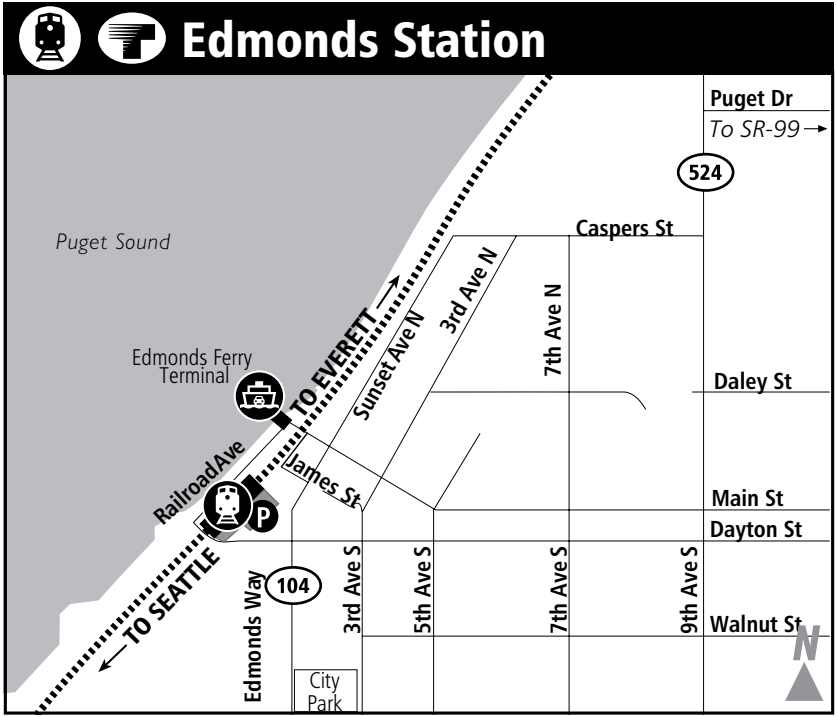 Edmonds Station
Puget Dr
To SR-99
524
Puget Sound
Caspers St
3rd Ave N
7th Ave N
Sunset Ave N
TO EVERETT
Edmonds Ferry
Terminal
Daley St
James St
RailroadAve
P
Main St
Dayton St
TO SEATTLE
Edmonds Way
104
3rd Ave S
5th Ave S
7th Ave S
9th Ave S
Walnut St
N
City
Park